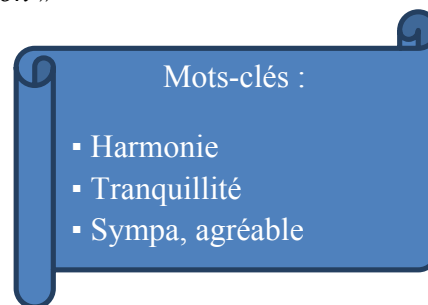 Mots-clés :
▪ Harmonie
▪ Tranquillité
▪ Sympa, agréable